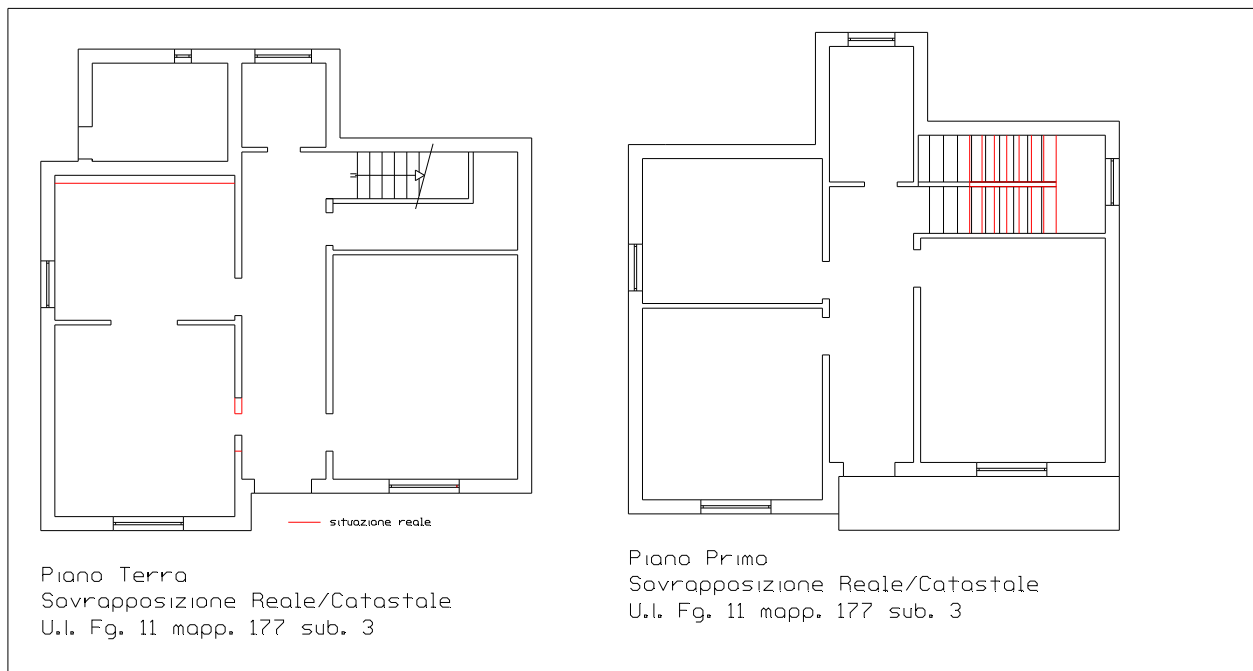 situazione reale
Piano Terra
Sovrapposizione Reale/Catastale
U.I. Fg. 11 mapp. 177 sub. 3
Piano Primo
Sovrapposizione Reale/Catastale
U.I. Fg. 11 mapp. 177 sub. 3